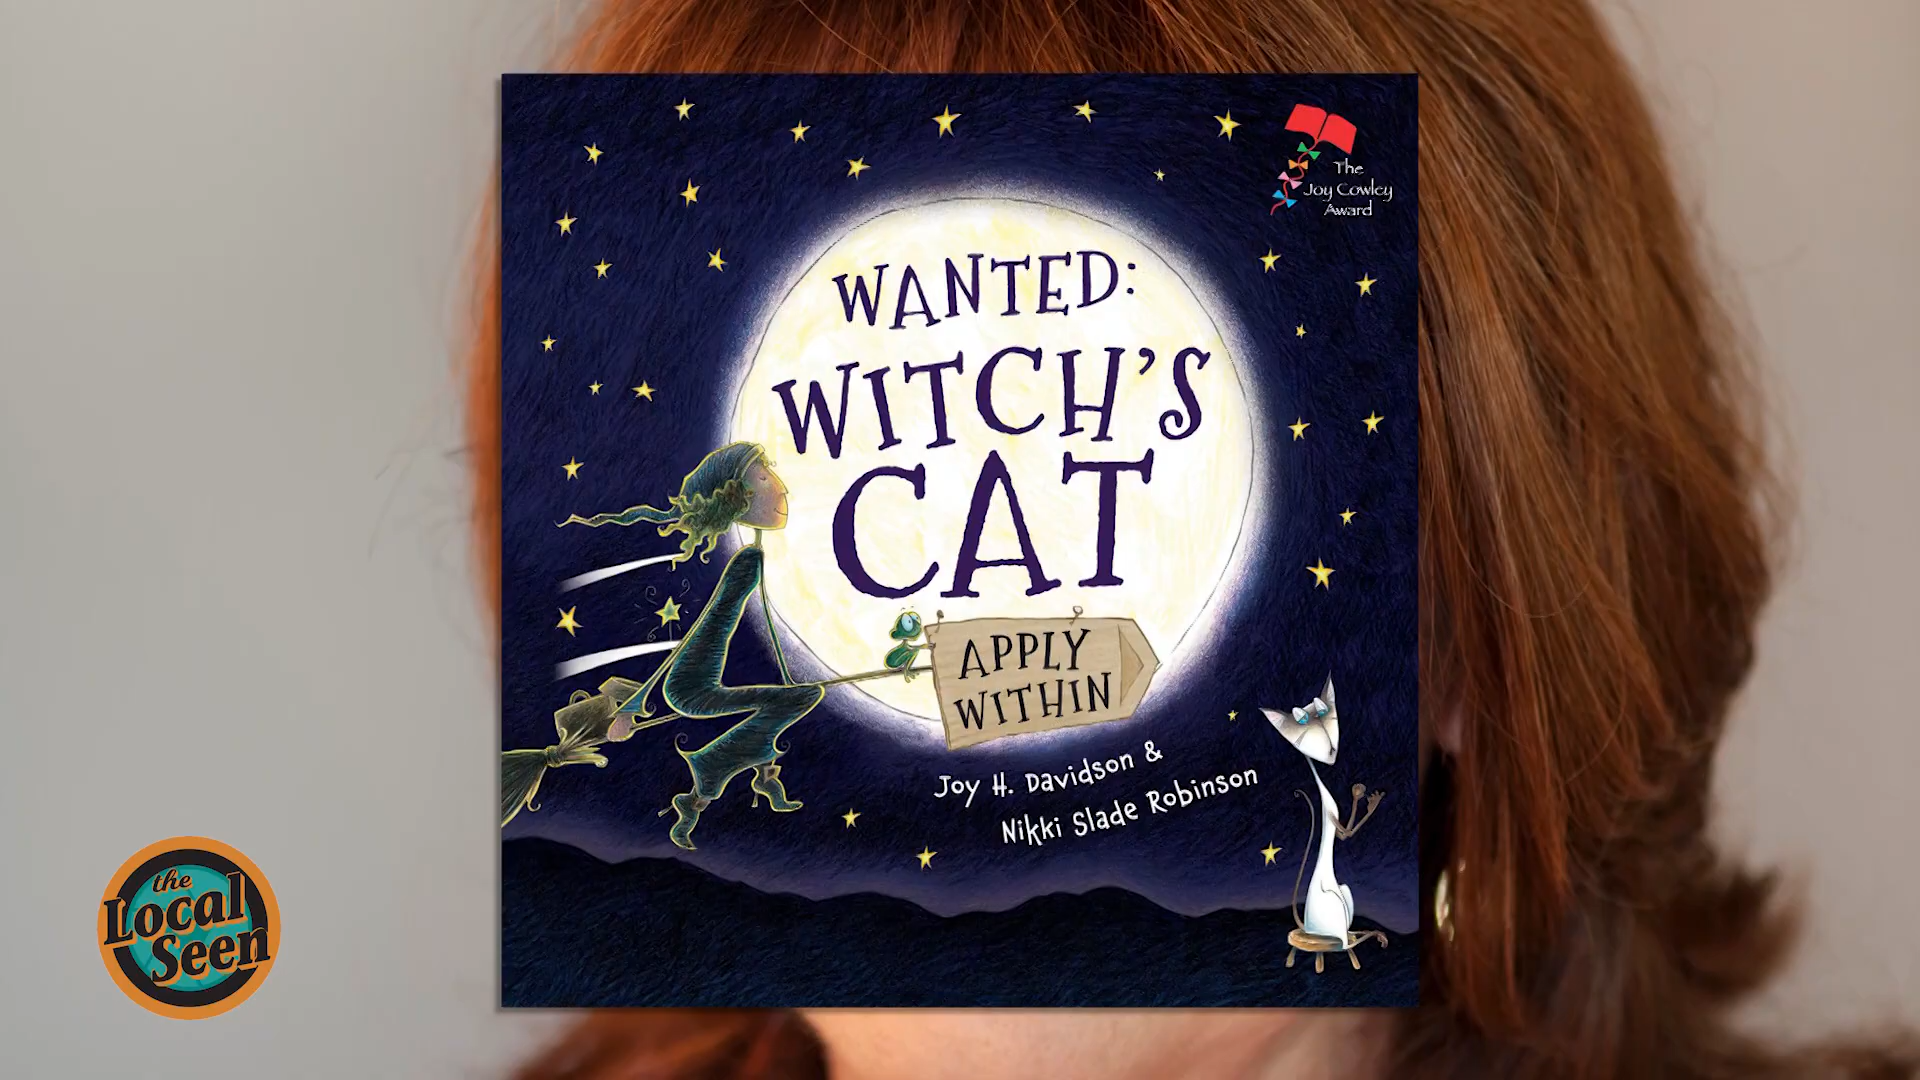 The
Joy Cowley
Award
WANTED:
WITCH'S
CAT
APPLY
WITHIN
Joy H. Davidson &
Nikki Slade Robinson
the
Local
Seen